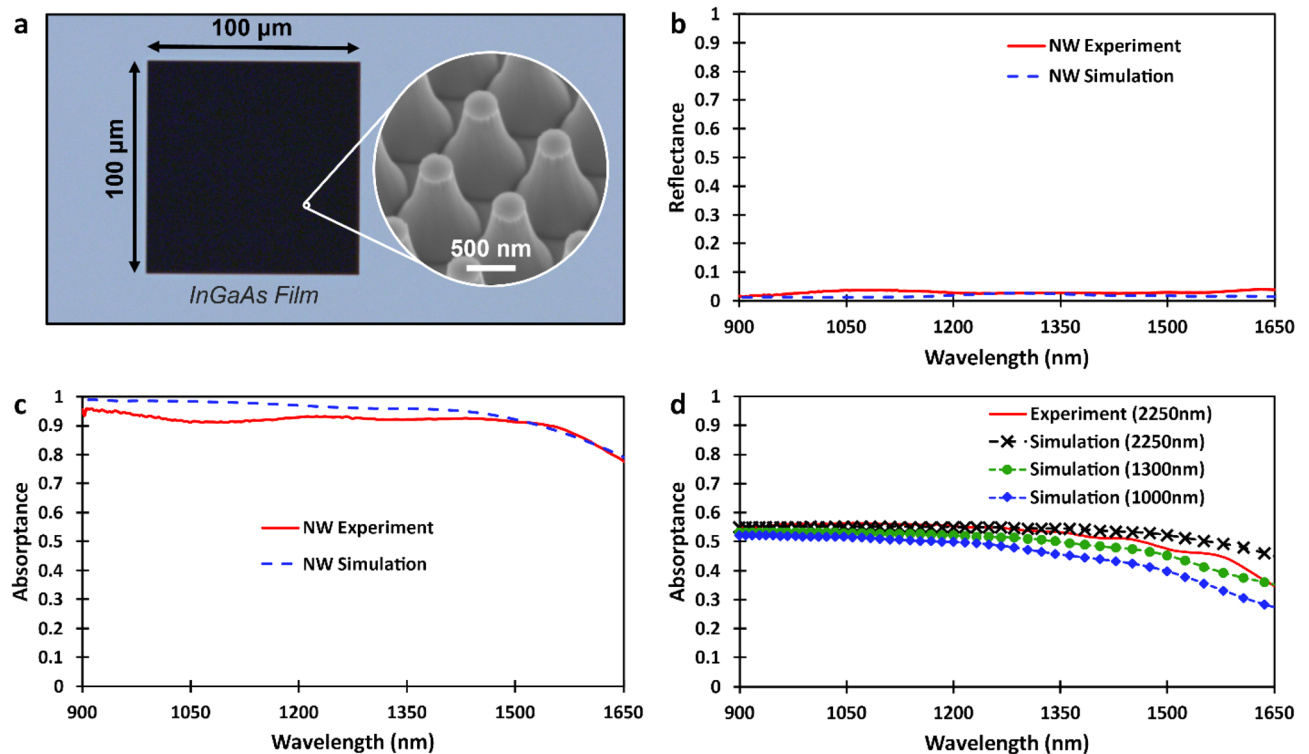 a
100 µm
100 µm
500 nm
InGaAs Film
b
1
0.9
0.8
0.7
0.6
0.5
0.4
0.3
0.2
0.1
0
Reflectance
NW Experiment
NW Simulation
900 1050 1200 1350 1500 1650
Wavelength (nm)
c
1
0.9
0.8
0.7
0.6
0.5
0.4
0.3
0.2
0.1
0
Absorptance
NW Experiment
NW Simulation
900 1050 1200 1350 1500 1650
Wavelength (nm)
d
1
0.9
0.8
0.7
0.6
0.5
0.4
0.3
0.2
0.1
0
Absorptance
Experiment (2250nm)
Simulation (2250nm)
Simulation (1300nm)
Simulation (1000nm)
900 1050 1200 1350 1500 1650
Wavelength (nm)